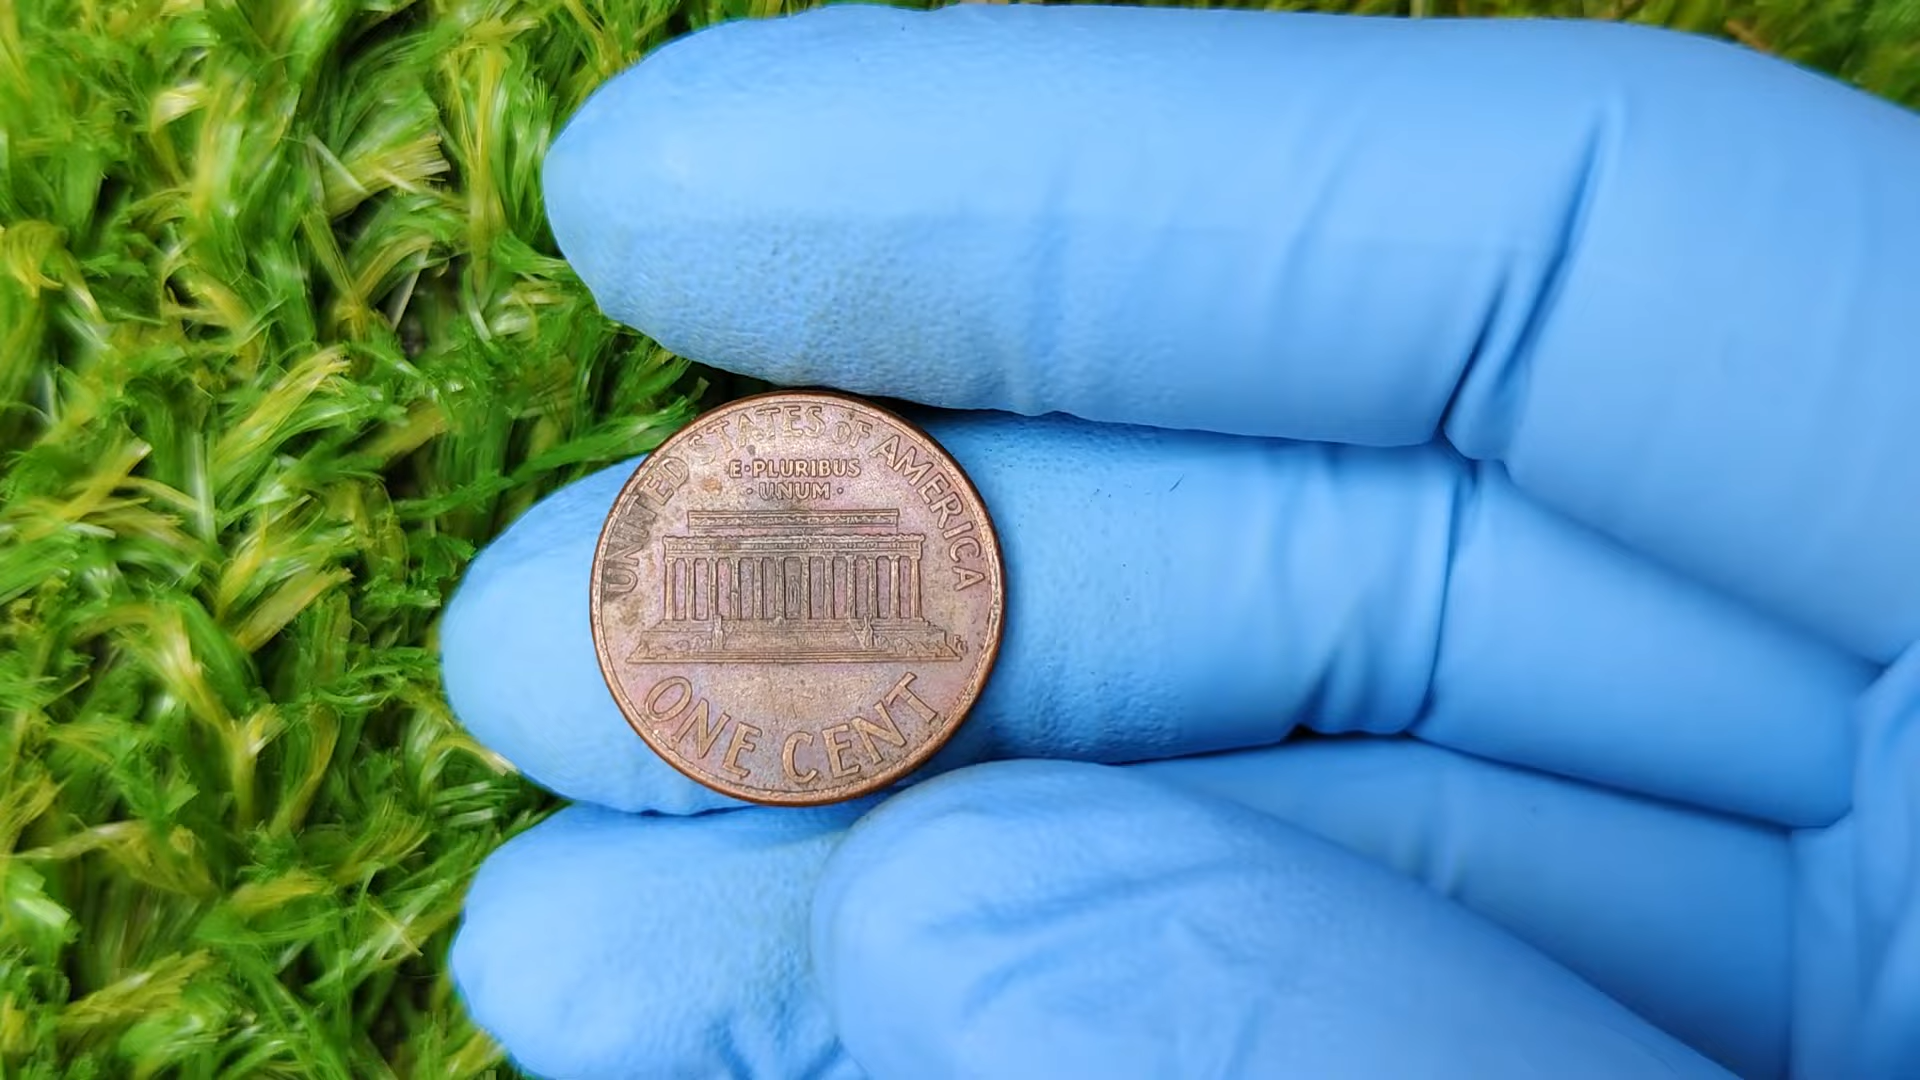 UNITED STATES OF AMERICA
E·PLURIBUS
·UNUM·
ONE CENT